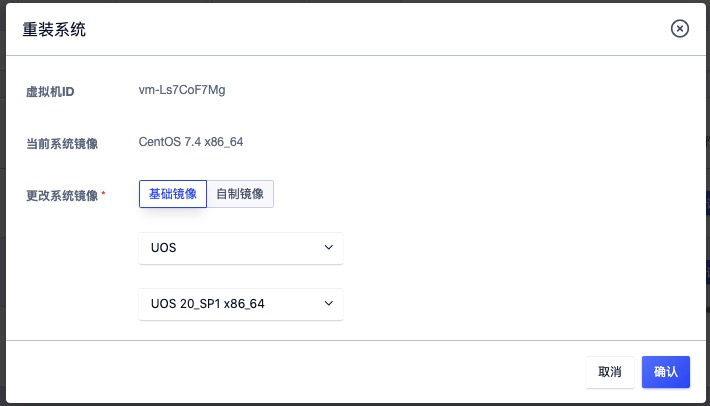 重装系统
虚拟机ID vm-Ls7CoF7Mg
当前系统镜像 CentOS 7.4 x86_64
更改系统镜像 * 基础镜像 自制镜像
UOS
UOS 20_SP1 x86_64
取消 确认